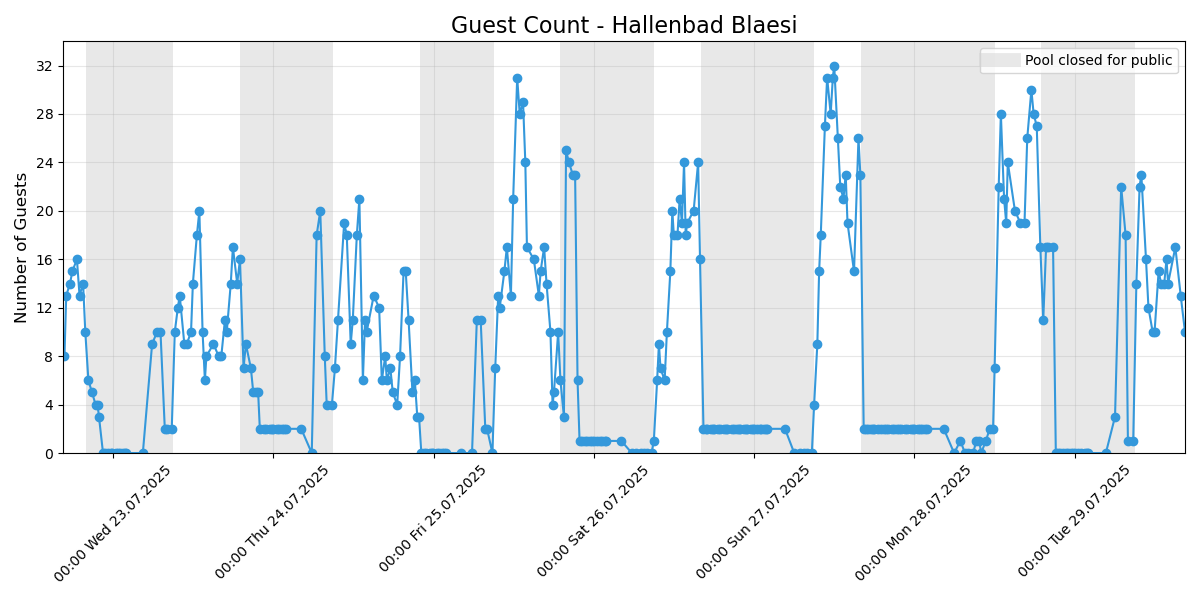 Guest Count - Hallenbad Blaesi
Pool closed for public
Number of Guests
32
28
24
20
16
12
8
4
0
00:00 Wed 23.07.2025
00:00 Thu 24.07.2025
00:00 Fri 25.07.2025
00:00 Sat 26.07.2025
00:00 Sun 27.07.2025
00:00 Mon 28.07.2025
00:00 Tue 29.07.2025